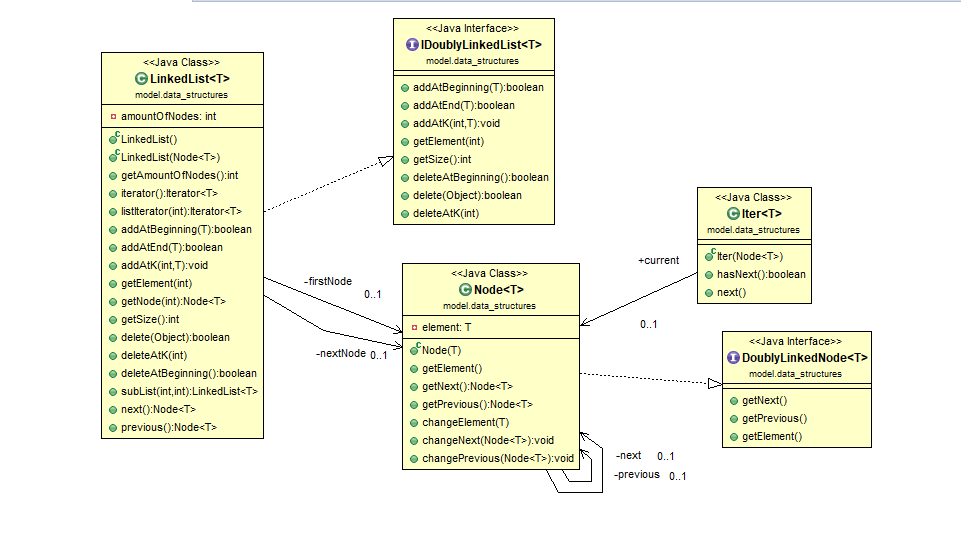 <<Java Class>>
LinkedList<T>
model.data_structures
amountOfNodes: int
LinkedList()
LinkedList(Node<T>)
getAmountOfNodes():int
iterator():Iterator<T>
listIterator(int):Iterator<T>
addAtBeginning(T):boolean
addAtEnd(T):boolean
addAtK(int,T):void
getElement(int)
getNode(int):Node<T>
getSize():int
delete(Object):boolean
deleteAtK(int)
deleteAtBeginning():boolean
subList(int,int):LinkedList<T>
next():Node<T>
previous():Node<T>
<<Java Interface>>
IDoublyLinkedList<T>
model.data_structures
addAtBeginning(T):boolean
addAtEnd(T):boolean
addAtK(int,T):void
getElement(int)
getSize():int
deleteAtBeginning():boolean
delete(Object):boolean
deleteAtK(int)
-firstNode
0..1
-nextNode 0..1
<<Java Class>>
Node<T>
model.data_structures
element: T
Node(T)
getElement()
getNext():Node<T>
getPrevious():Node<T>
changeElement(T)
changeNext(Node<T>):void
changePrevious(Node<T>):void
-next 0..1
-previous 0..1
+current
0..1
<<Java Class>>
Iter<T>
model.data_structures
Iter(Node<T>)
hasNext():boolean
next()
<<Java Interface>>
DoublyLinkedNode<T>
model.data_structures
getNext()
getPrevious()
getElement()